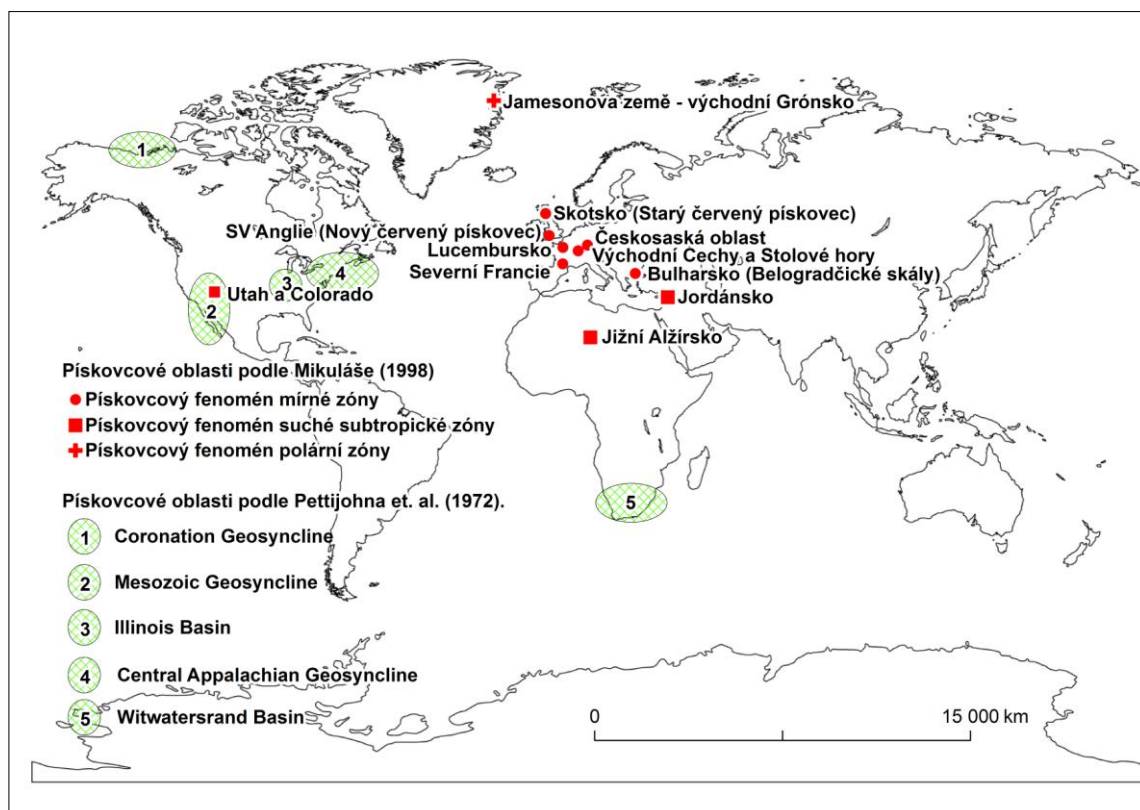 Jamesonova země - východní Grónsko
1
Skotsko (Starý červený pískovec)
SV Anglie (Nový červený pískovec)
Českosaská oblast
Lucembursko
Východní Čechy a Stolové hory
Severní Francie
Bulharsko (Belogradčické skály)
4
3
Utah a Colorado
2
Jordánsko
Jižní Alžírsko
Pískovcové oblasti podle Mikuláše (1998)
Pískovcový fenomén mírné zóny
Pískovcový fenomén suché subtropické zóny
Pískovcový fenomén polární zóny
5
Pískovcové oblasti podle Pettijohna et. al. (1972).
1 Coronation Geosyncline
2 Mesozoic Geosyncline
3 Illinois Basin
4 Central Appalachian Geosyncline
5 Witwatersrand Basin
0 15 000 km